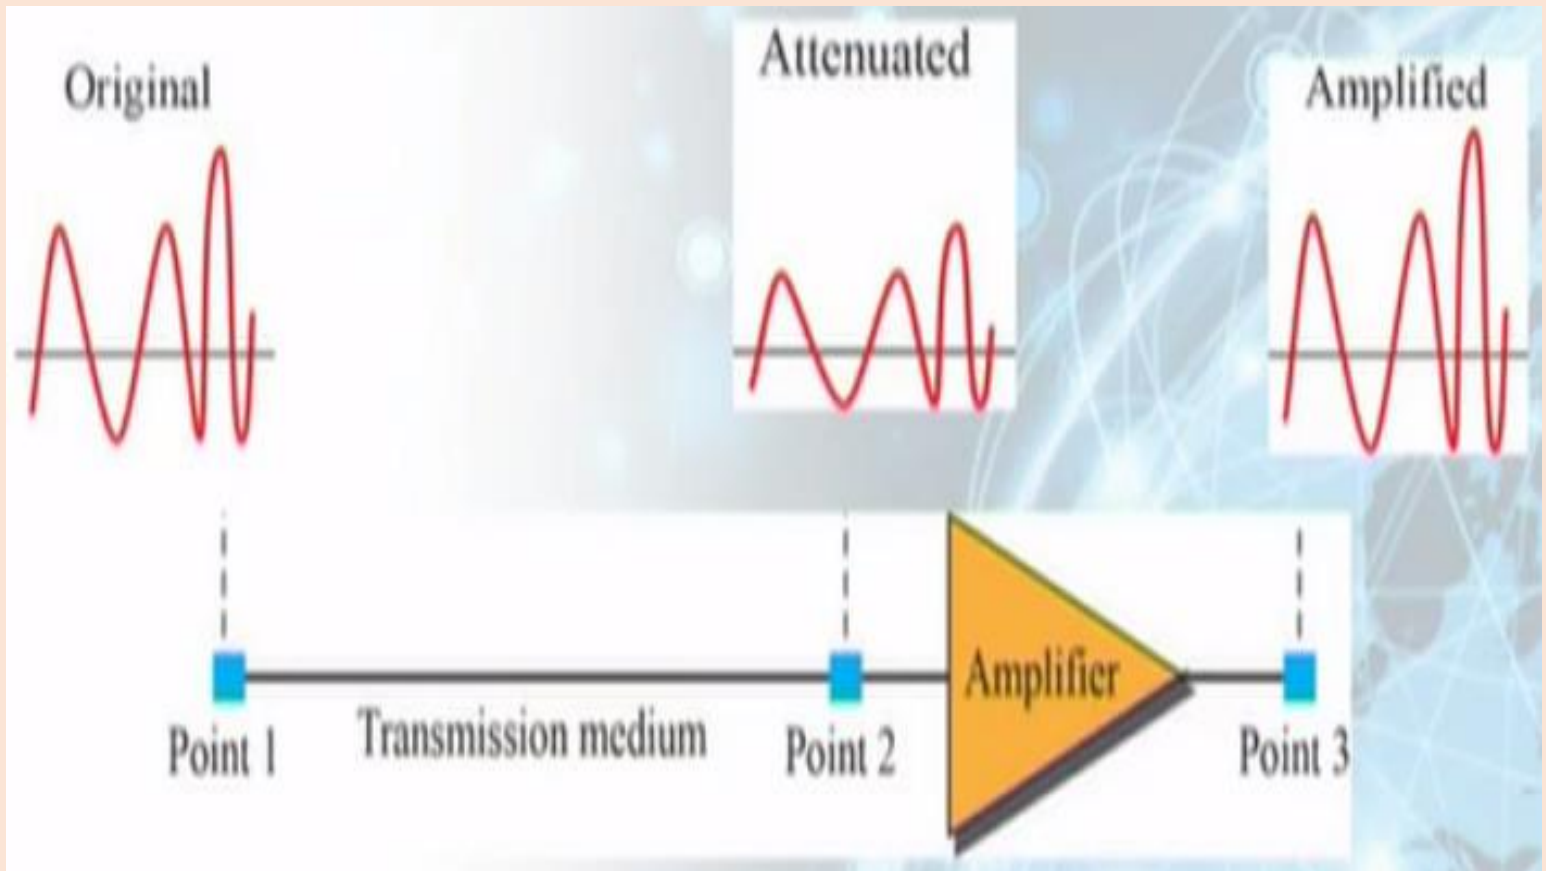 Original
Attenuated
Amplified
Amplifier
Point 1
Transmission medium
Point 2
Point 3